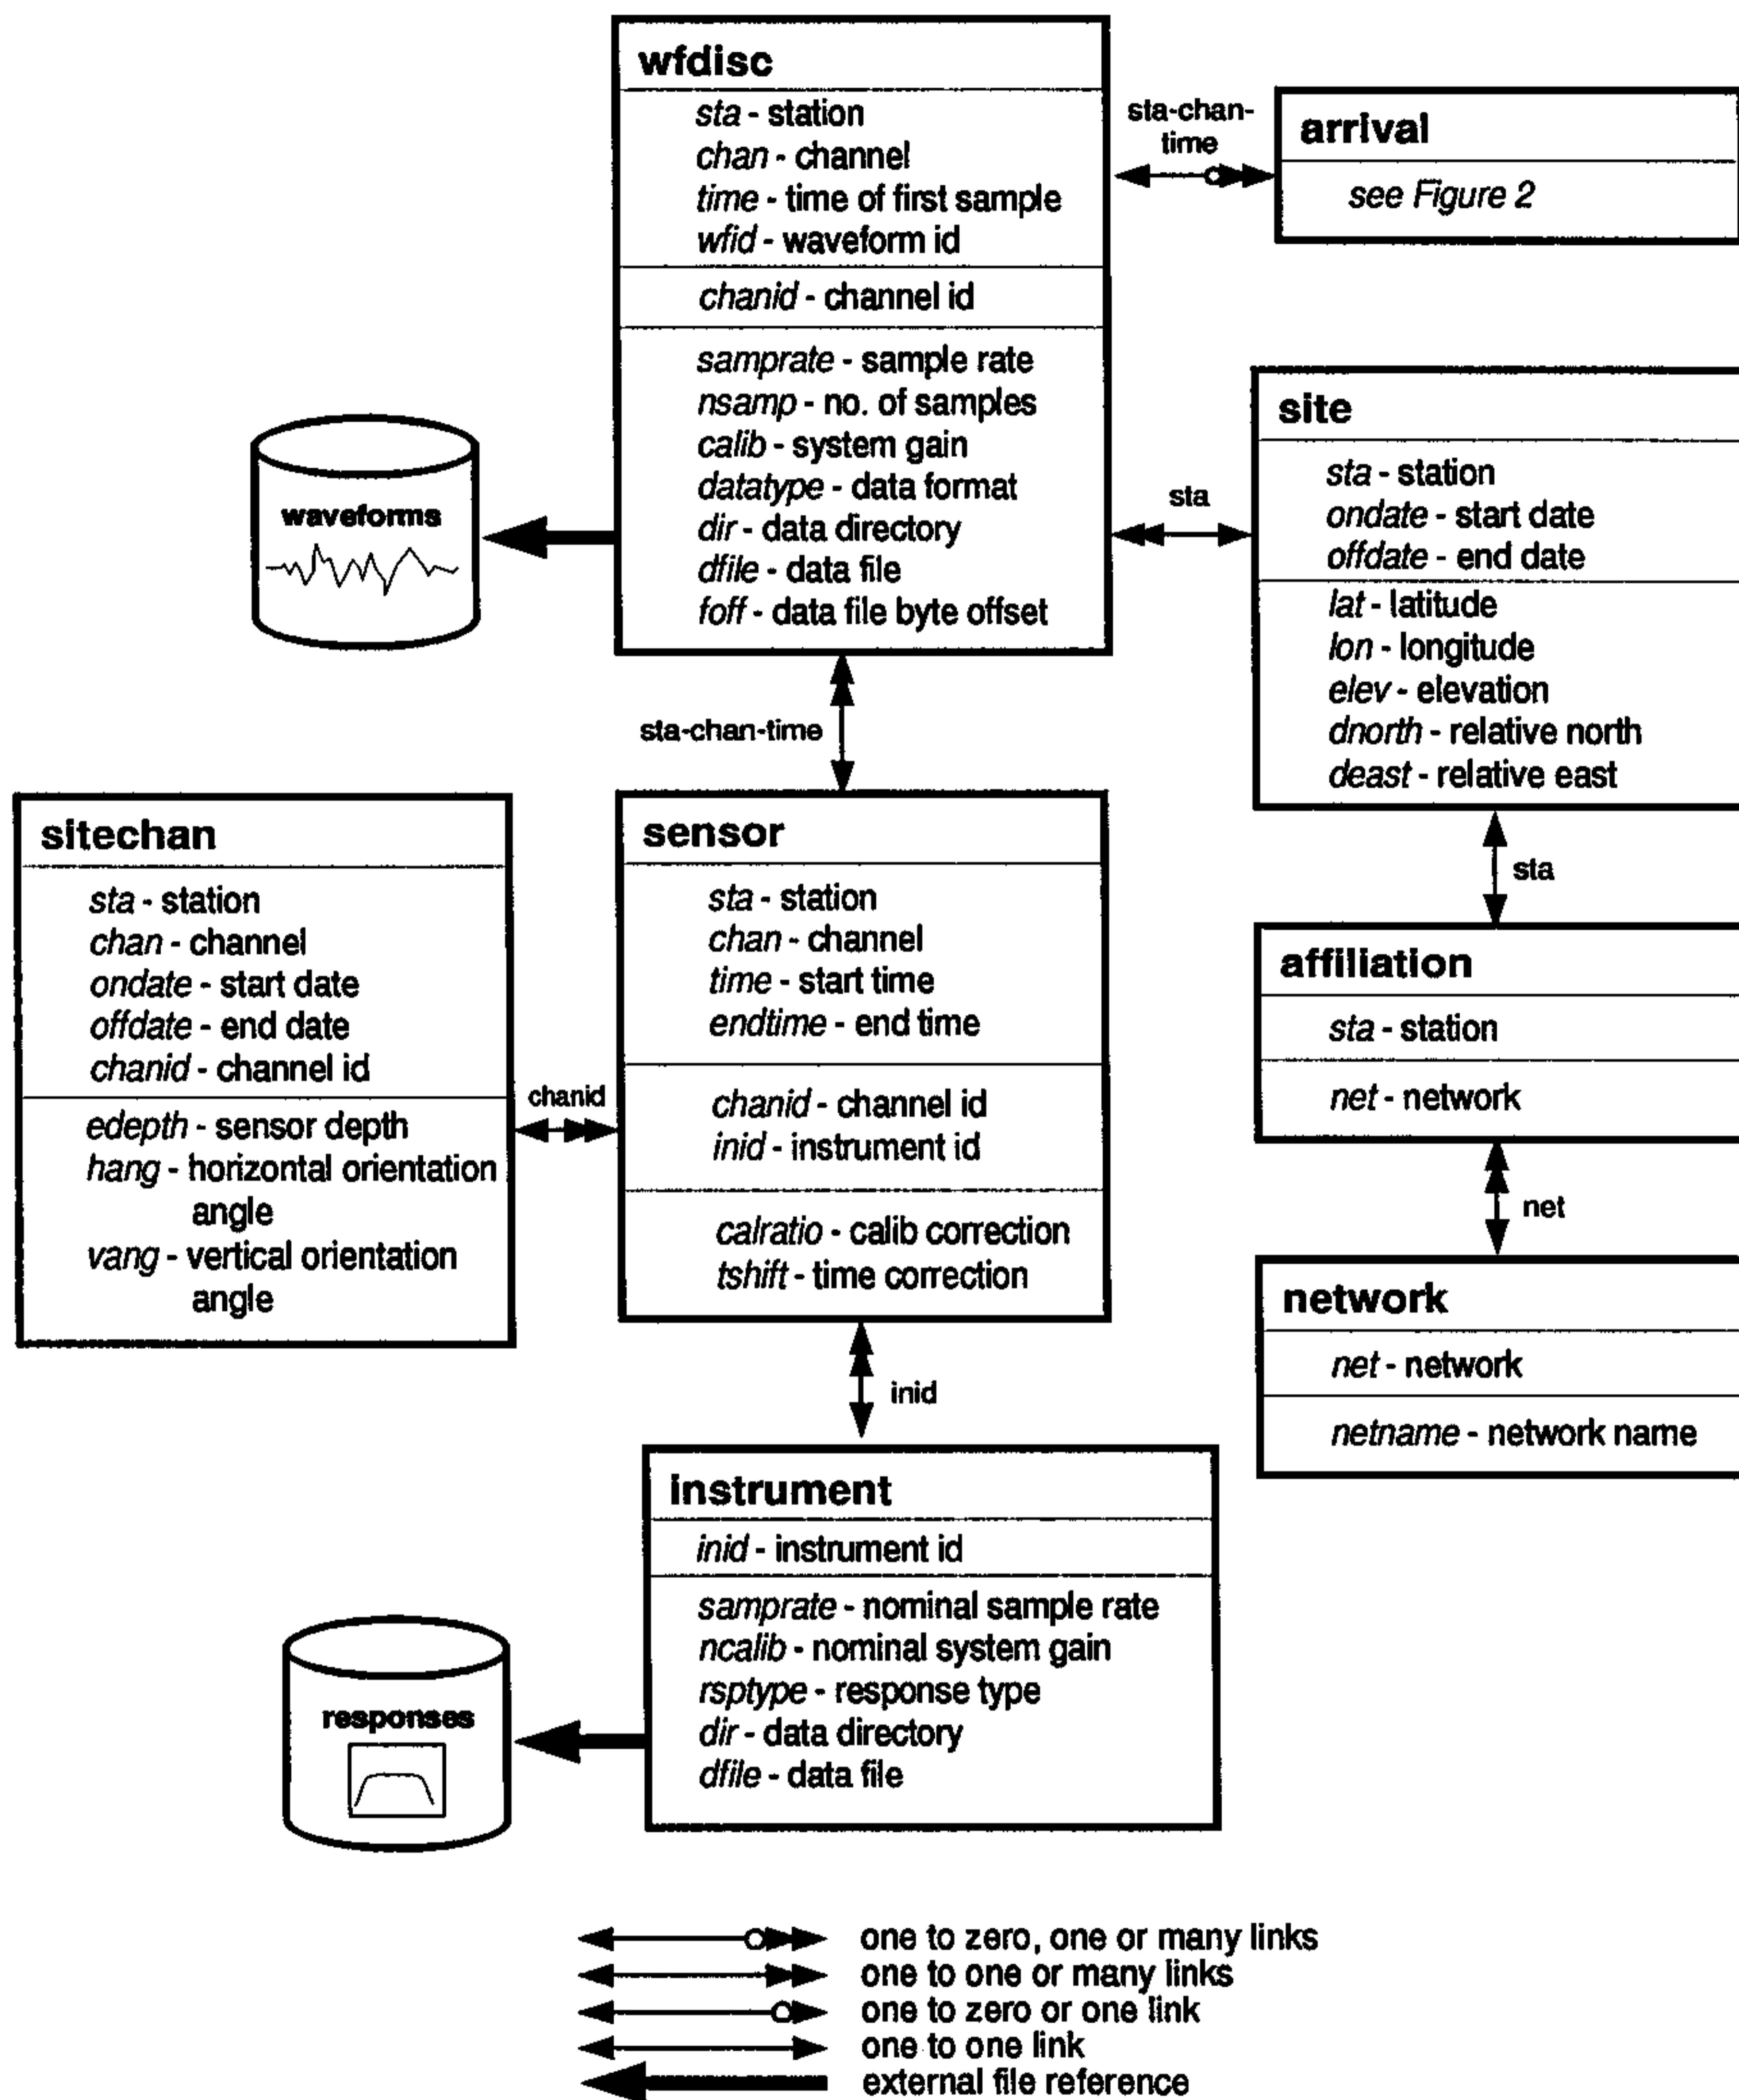 wfdisc
sta - station
chan - channel
time - time of first sample
wfid - waveform id
chanid - channel id
samprate - sample rate
nsamp - no. of samples
calib - system gain
datatype - data format
dir - data directory
dfile - data file
foff - data file byte offset
sta-chan-
time
arrival
see Figure 2
waveforms
sta
site
sta - station
ondate - start date
offdate - end date
lat - latitude
lon - longitude
elev - elevation
dnorth - relative north
deast - relative east
sta-chan-time
sta
sitechan
sta - station
chan - channel
ondate - start date
offdate - end date
chanid - channel id
edepth - sensor depth
hang - horizontal orientation
angle
vang - vertical orientation
angle
chanid
sensor
sta - station
chan - channel
time - start time
endtime - end time
chanid - channel id
inid - instrument id
calratio - calib correction
tshift - time correction
affiliation
sta - station
net - network
net
network
net - network
netname - network name
inid
instrument
inid - instrument id
samprate - nominal sample rate
ncalib - nominal system gain
rsptype - response type
dir - data directory
dfile - data file
responses
one to zero, one or many links
one to one or many links
one to zero or one link
one to one link
external file reference